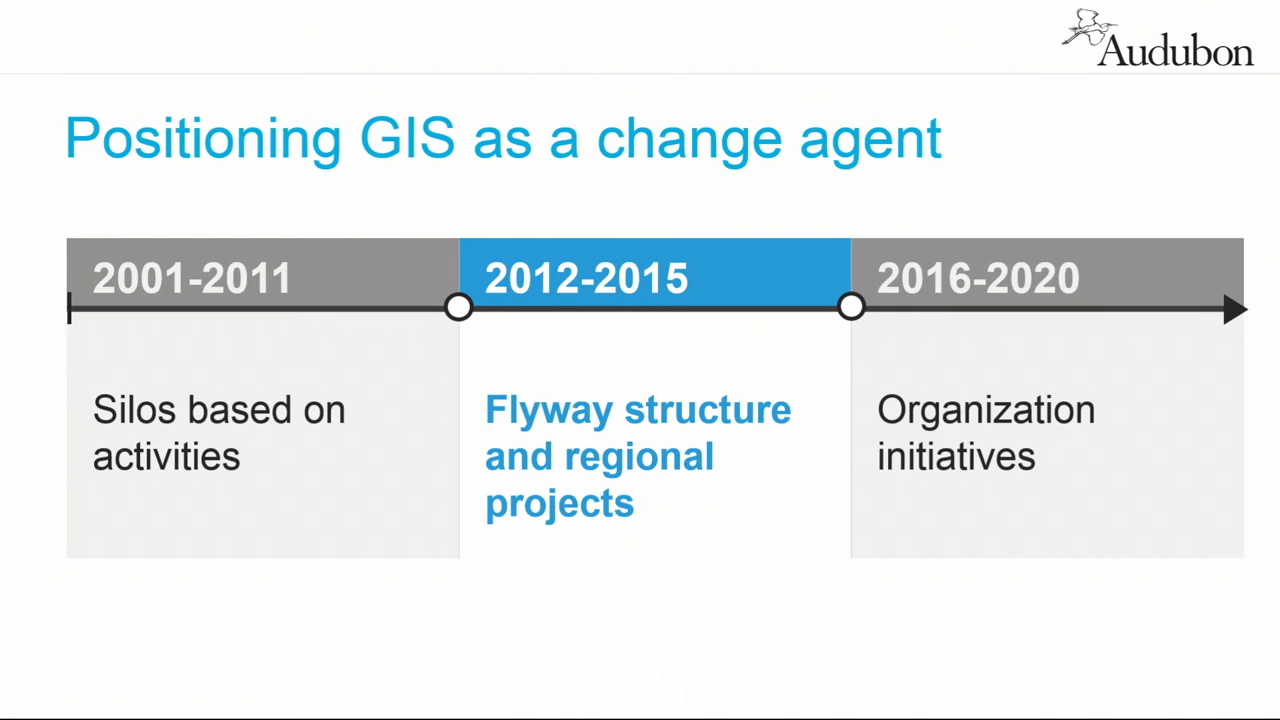 Audubon
Positioning GIS as a change agent
2001-2011
2012-2015
2016-2020
Silos based on
activities
Flyway structure
and regional
projects
Organization
initiatives